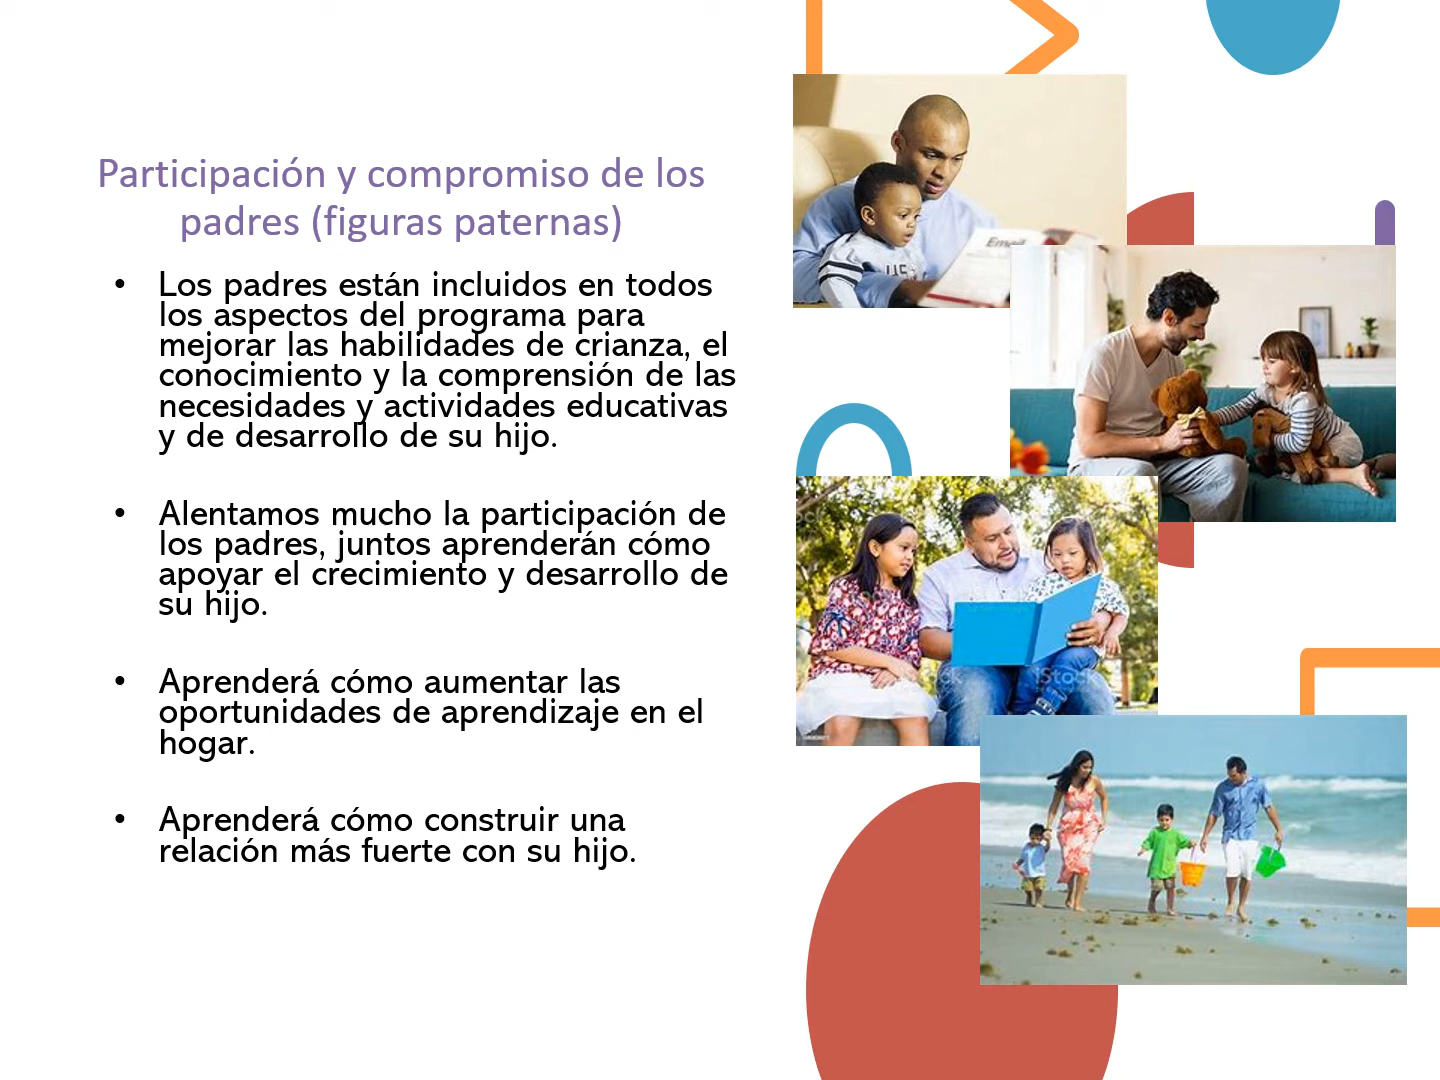 Participación y compromiso de los
padres (figuras paternas)
• Los padres están incluidos en todos
los aspectos del programa para
mejorar las habilidades de crianza, el
conocimiento y la comprensión de las
necesidades y actividades educativas
y de desarrollo de su hijo.
• Alentamos mucho la participación de
los padres, juntos aprenderán cómo
apoyar el crecimiento y desarrollo de
su hijo.
• Aprenderá cómo aumentar las
oportunidades de aprendizaje en el
hogar.
• Aprenderá cómo construir una
relación más fuerte con su hijo.
Email
iStock